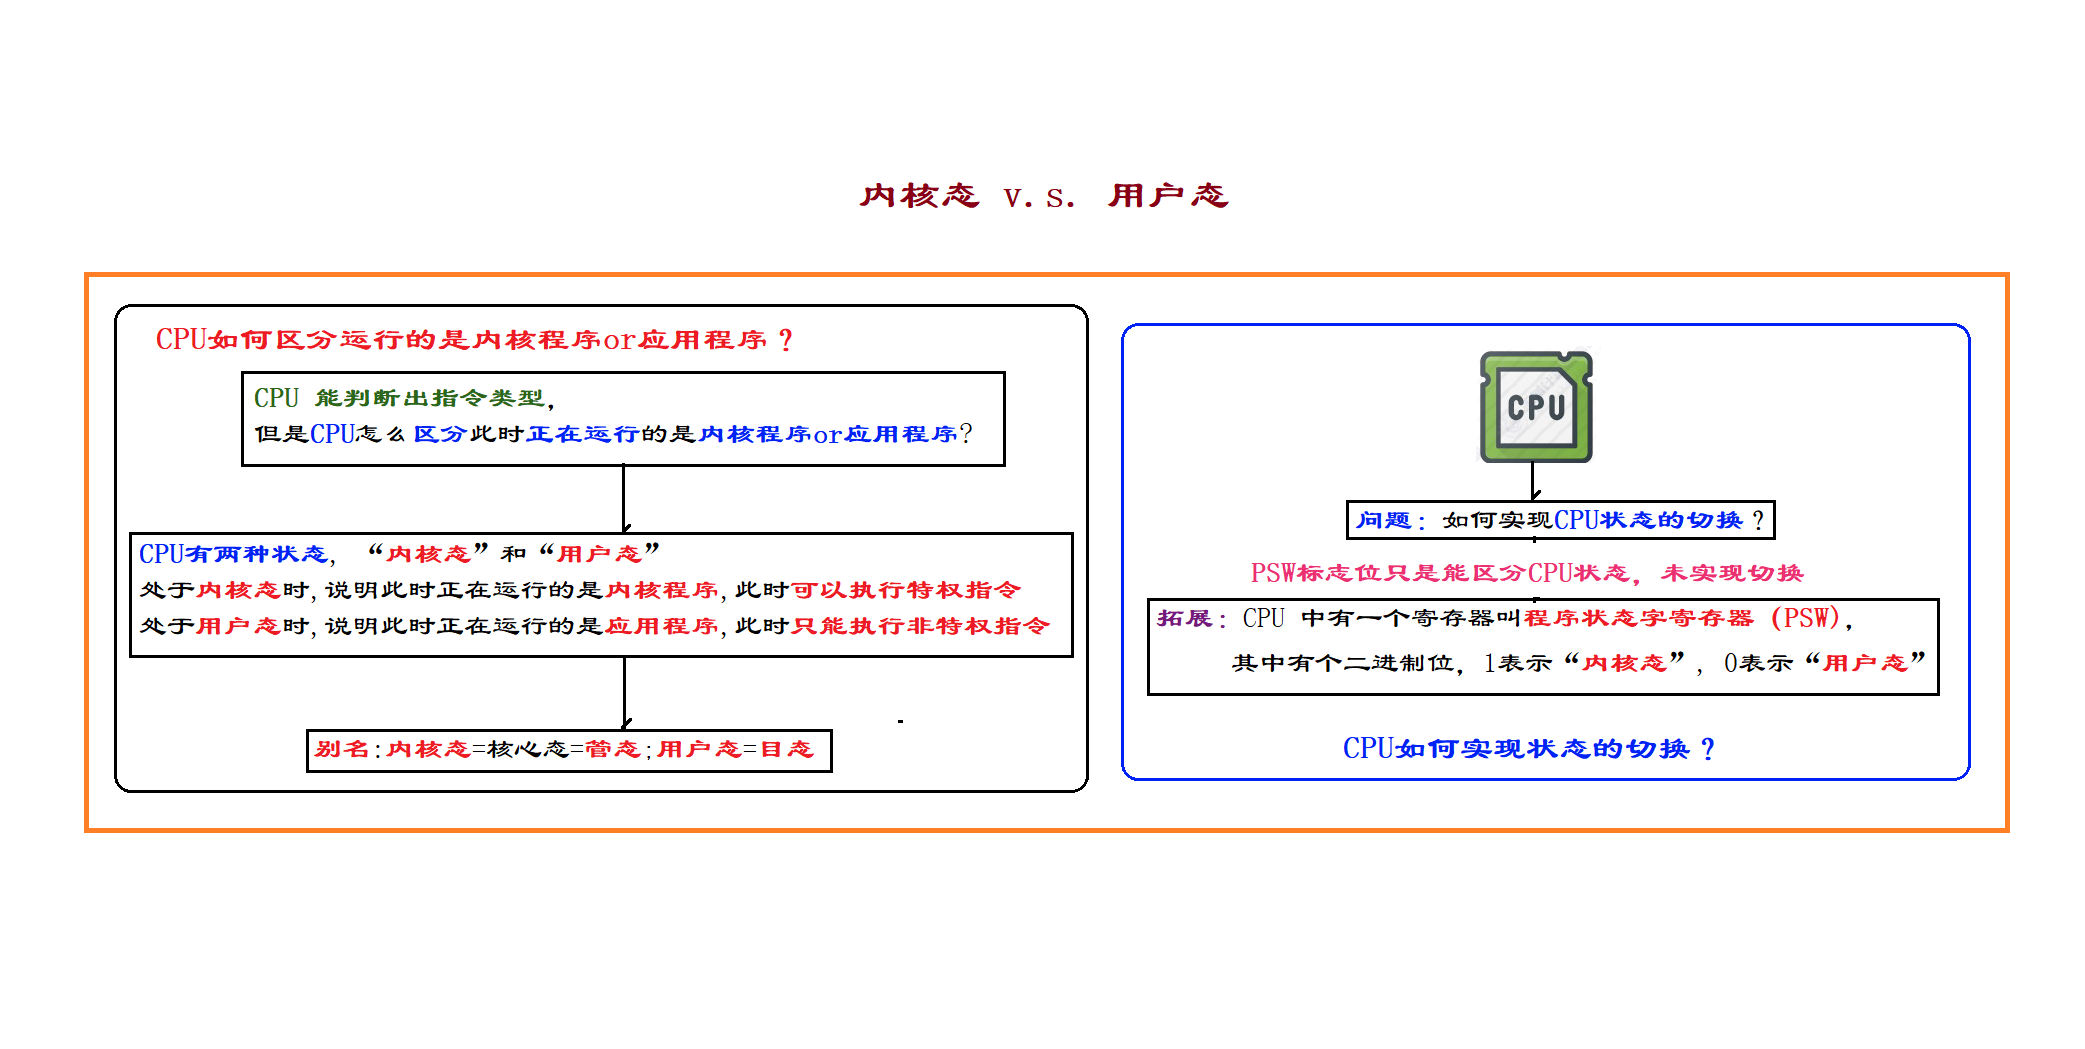 内核态 v.s. 用户态
CPU如何区分运行的是内核程序or应用程序？
CPU 能判断出指令类型，
但是CPU怎么区分此时正在运行的是内核程序or应用程序?
CPU有两种状态，“内核态”和“用户态”
处于内核态时,说明此时正在运行的是内核程序,此时可以执行特权指令
处于用户态时,说明此时正在运行的是应用程序,此时只能执行非特权指令
别名:内核态=核心态=管态;用户态=目态
CPU
问题：如何实现CPU状态的切换？
PSW标志位只是能区分CPU状态，未实现切换
拓展：CPU 中有一个寄存器叫程序状态字寄存器（PSW），
其中有个二进制位，1表示“内核态”，0表示“用户态”
CPU如何实现状态的切换？